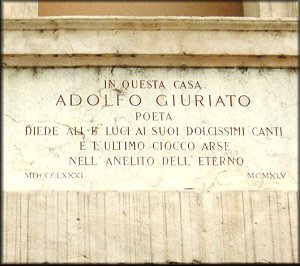 IN QUESTA CASA
ADOLFO GIURIATO
POETA
DIEDE ALI E LUCI AI SUOI DOLCISSIMI CANTI
E L'ULTIMO CIOCCO ARSE
NELL'ANELITO DELL'ETERNO
MDCCCLXXXI MCMXLV